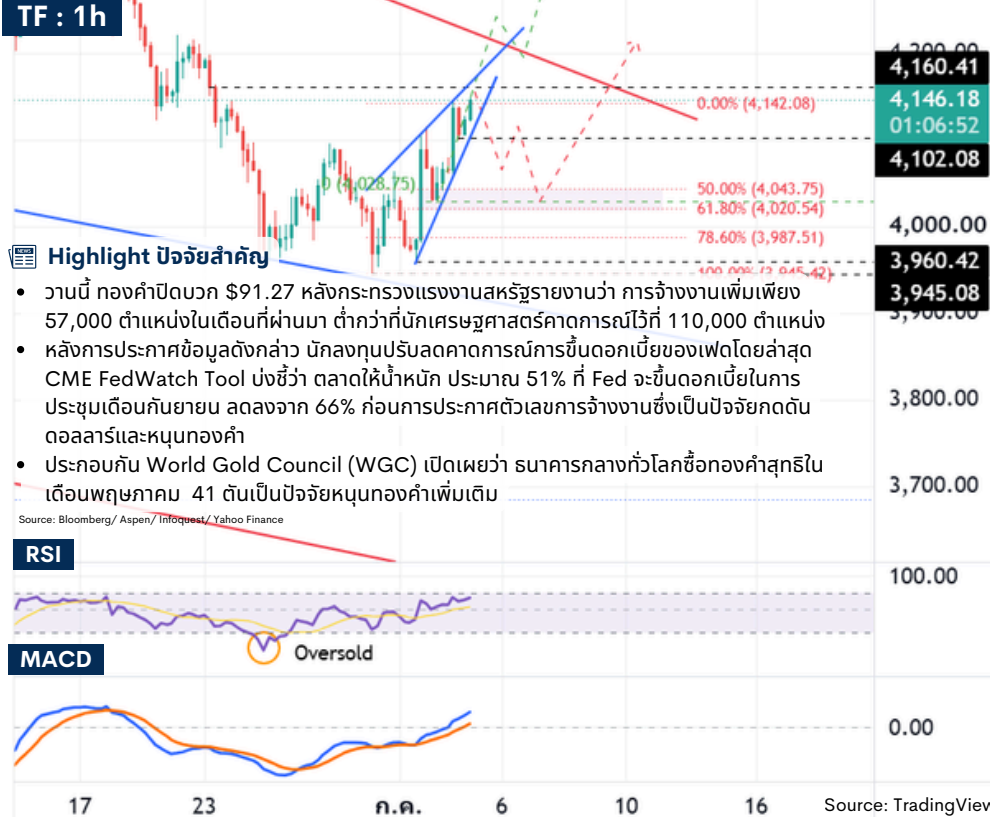 TF : 1h
4,200.00
4,160.41
4,146.18
01:06:52
0.00% (4,142.08)
4,102.08
0 (4,028.75)
50.00% (4,043.75)
61.80% (4,020.54)
4,000.00
78.60% (3,987.51)
3,960.42
100.00% (3,945.42)
3,945.08
3,900.00
Highlight ปัจจัยสำคัญ
• วานนี้ ทองคำปิดบวก $91.27 หลังกระทรวงแรงงานสหรัฐรายงานว่า การจ้างงานเพิ่มเพียง
57,000 ตำแหน่งในเดือนที่ผ่านมา ต่ำกว่าที่นักเศรษฐศาสตร์คาดการณ์ไว้ที่ 110,000 ตำแหน่ง
• หลังการประกาศข้อมูลดังกล่าว นักลงทุนปรับลดคาดการณ์การขึ้นดอกเบี้ยของเฟดโดยล่าสุด
CME FedWatch Tool บ่งชี้ว่า ตลาดให้น้ำหนัก ประมาณ 51% ที่ Fed จะขึ้นดอกเบี้ยในการ
ประชุมเดือนกันยายน ลดลงจาก 66% ก่อนการประกาศตัวเลขการจ้างงานซึ่งเป็นปัจจัยกดดัน
ดอลลาร์และหนุนทองคำ
• ประกอบกัน World Gold Council (WGC) เปิดเผยว่า ธนาคารกลางทั่วโลกซื้อทองคำสุทธิใน
เดือนพฤษภาคม 41 ตันเป็นปัจจัยหนุนทองคำเพิ่มเติม
3,800.00
3,700.00
Source: Bloomberg/ Aspen/ Infoquest/ Yahoo Finance
RSI
100.00
Oversold
MACD
0.00
17 23 ก.ค. 6 10 16
Source: TradingView